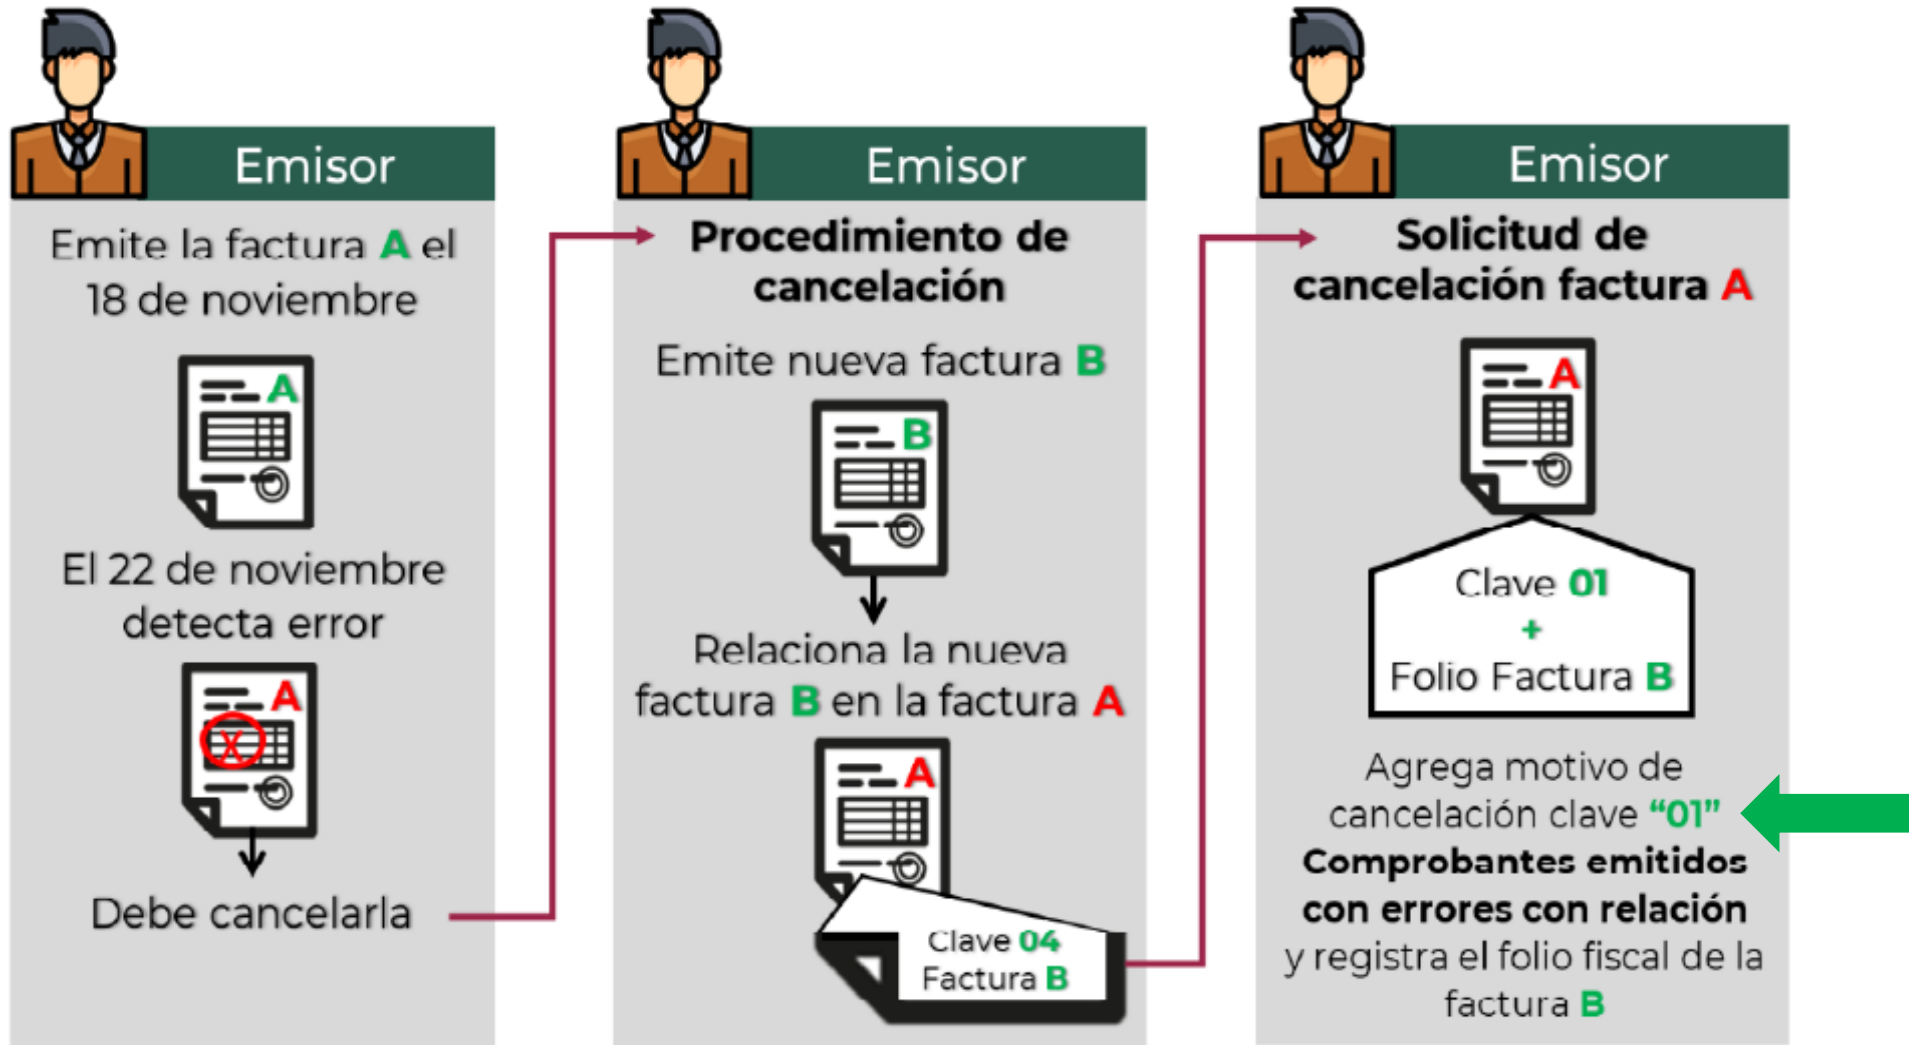 Emisor
Emite la factura A el
18 de noviembre
A
El 22 de noviembre
detecta error
A
X
Debe cancelarla
Emisor
Procedimiento de
cancelación
Emite nueva factura B
B
Relaciona la nueva
factura B en la factura A
A
Clave 04
Factura B
Emisor
Solicitud de
cancelación factura A
A
Clave 01
+
Folio Factura B
Agrega motivo de
cancelación clave “01”
Comprobantes emitidos
con errores con relación
y registra el folio fiscal de la
factura B